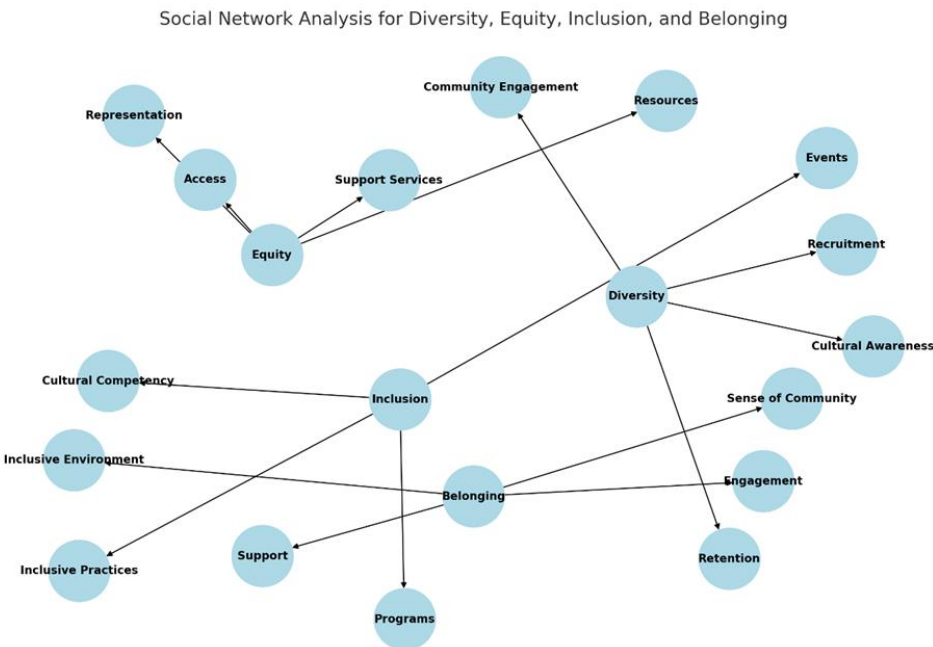 Social Network Analysis for Diversity, Equity, Inclusion, and Belonging
Community Engagement
Resources
Representation
Events
Access
Support Services
Recruitment
Equity
Diversity
Cultural Awareness
Cultural Competency
Inclusion
Sense of Community
Inclusive Environment
Engagement
Belonging
Support
Retention
Inclusive Practices
Programs